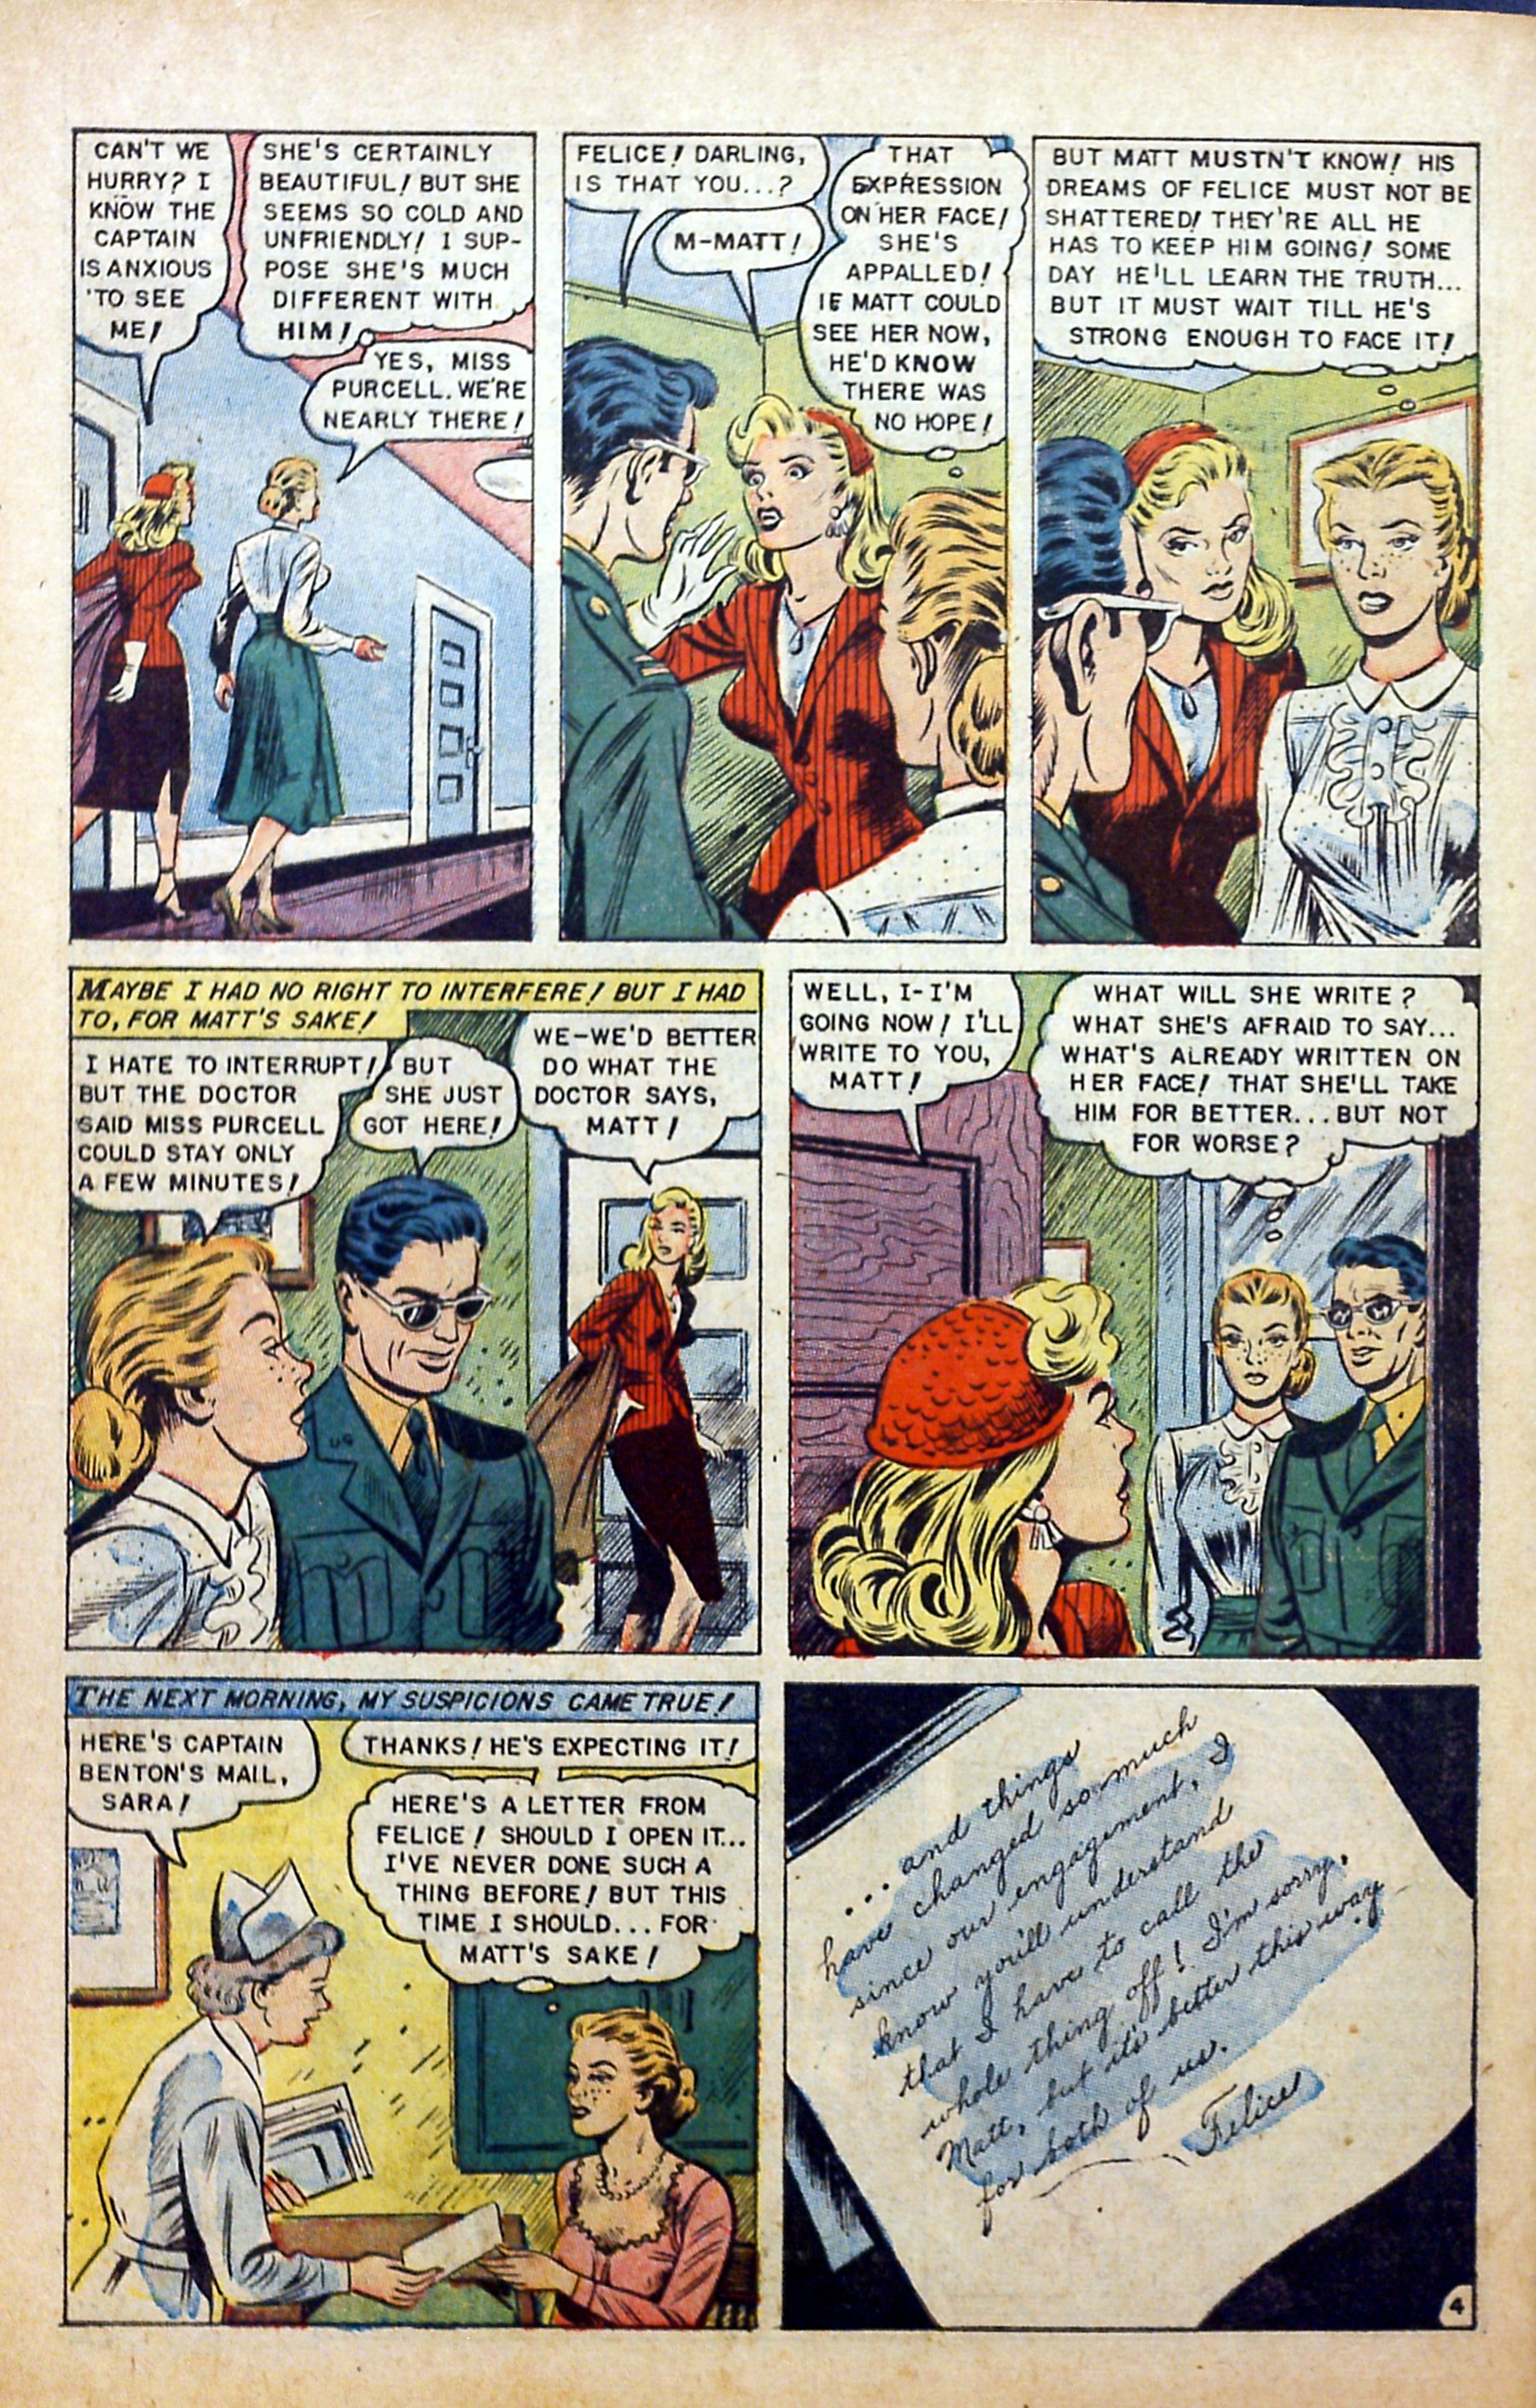 CAN'T WE
HURRY? I
KNOW THE
CAPTAIN
IS ANXIOUS
'TO SEE
ME!
SHE'S CERTAINLY
BEAUTIFUL! BUT SHE
SEEMS SO COLD AND
UNFRIENDLY! I SUP-
POSE SHE'S MUCH
DIFFERENT WITH
HIM!
YES, MISS
PURCELL. WE'RE
NEARLY THERE!
FELICE! DARLING,
IS THAT YOU...?
M-MATT!
THAT
EXPRESSION
ON HER FACE!
SHE'S
APPALLED!
IF MATT COULD
SEE HER NOW,
HE'D KNOW
THERE WAS
NO HOPE!
BUT MATT MUSTN'T KNOW! HIS
DREAMS OF FELICE MUST NOT BE
SHATTERED! THEY'RE ALL HE
HAS TO KEEP HIM GOING! SOME
DAY HE'LL LEARN THE TRUTH...
BUT IT MUST WAIT TILL HE'S
STRONG ENOUGH TO FACE IT!
MAYBE I HAD NO RIGHT TO INTERFERE! BUT I HAD
TO, FOR MATT'S SAKE!
I HATE TO INTERRUPT!
BUT THE DOCTOR
SAID MISS PURCELL
COULD STAY ONLY
A FEW MINUTES!
BUT
SHE JUST
GOT HERE!
WE-WE'D BETTER
DO WHAT THE
DOCTOR SAYS,
MATT!
US
WELL, I-I'M
GOING NOW! I'LL
WRITE TO YOU,
MATT!
WHAT WILL SHE WRITE?
WHAT SHE'S AFRAID TO SAY...
WHAT'S ALREADY WRITTEN ON
HER FACE! THAT SHE'LL TAKE
HIM FOR BETTER...BUT NOT
FOR WORSE?
THE NEXT MORNING, MY SUSPICIONS CAME TRUE!
HERE'S CAPTAIN
BENTON'S MAIL,
SARA!
THANKS! HE'S EXPECTING IT!
HERE'S A LETTER FROM
FELICE! SHOULD I OPEN IT...
I'VE NEVER DONE SUCH A
THING BEFORE! BUT THIS
TIME I SHOULD...FOR
MATT'S SAKE!
...and things
have changed so much
since our engagement, I
know you'll understand
that I have to call the
whole thing off! I'm sorry,
Matt, but it's better this way
for both of us.
Felice
4